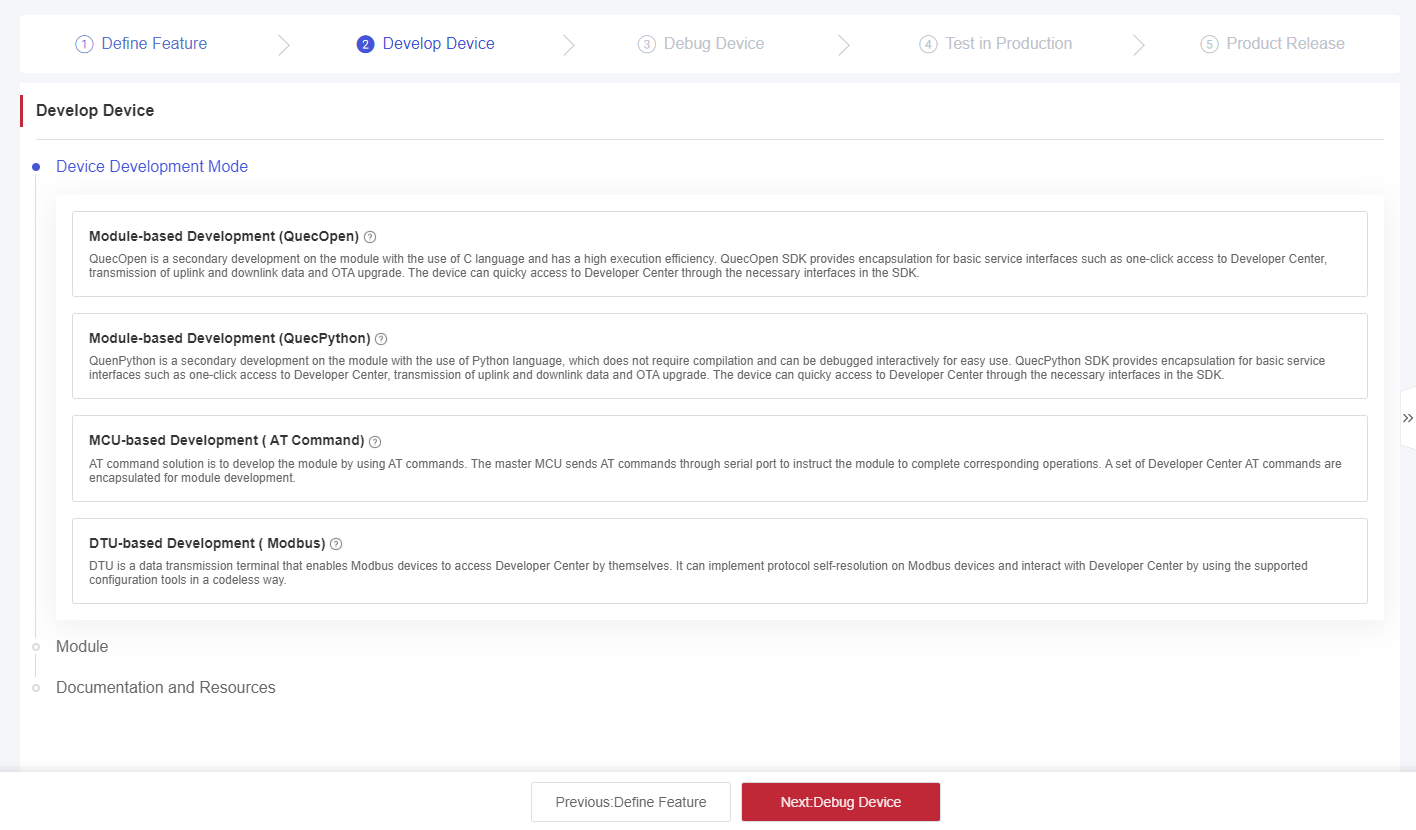 1 Define Feature
2 Develop Device
3 Debug Device
4 Test in Production
5 Product Release
Develop Device
Device Development Mode
Module-based Development (QuecOpen) ?
QuecOpen is a secondary development on the module with the use of C language and has a high execution efficiency. QuecOpen SDK provides encapsulation for basic service interfaces such as one-click access to Developer Center,
transmission of uplink and downlink data and OTA upgrade. The device can quicky access to Developer Center through the necessary interfaces in the SDK.
Module-based Development (QuecPython) ?
QuenPython is a secondary development on the module with the use of Python language, which does not require compilation and can be debugged interactively for easy use. QuecPython SDK provides encapsulation for basic service
interfaces such as one-click access to Developer Center, transmission of uplink and downlink data and OTA upgrade. The device can quicky access to Developer Center through the necessary interfaces in the SDK.
MCU-based Development ( AT Command) ?
AT command solution is to develop the module by using AT commands. The master MCU sends AT commands through serial port to instruct the module to complete corresponding operations. A set of Developer Center AT commands are
encapsulated for module development.
DTU-based Development ( Modbus) ?
DTU is a data transmission terminal that enables Modbus devices to access Developer Center by themselves. It can implement protocol self-resolution on Modbus devices and interact with Developer Center by using the supported
configuration tools in a codeless way.
Module
Documentation and Resources
Previous:Define Feature
Next:Debug Device